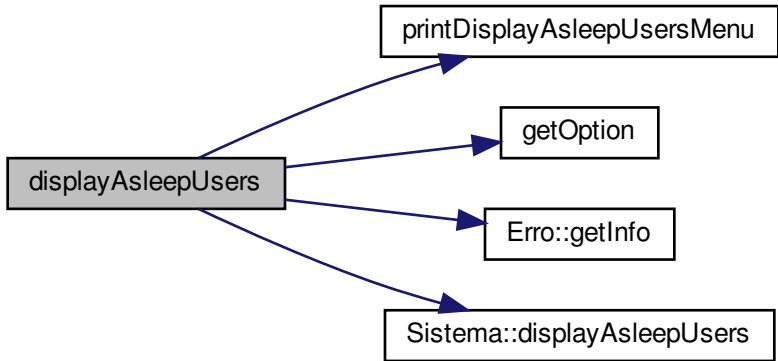 printDisplayAsleepUsersMenu
getOption
displayAsleepUsers
Erro::getInfo
Sistema::displayAsleepUsers